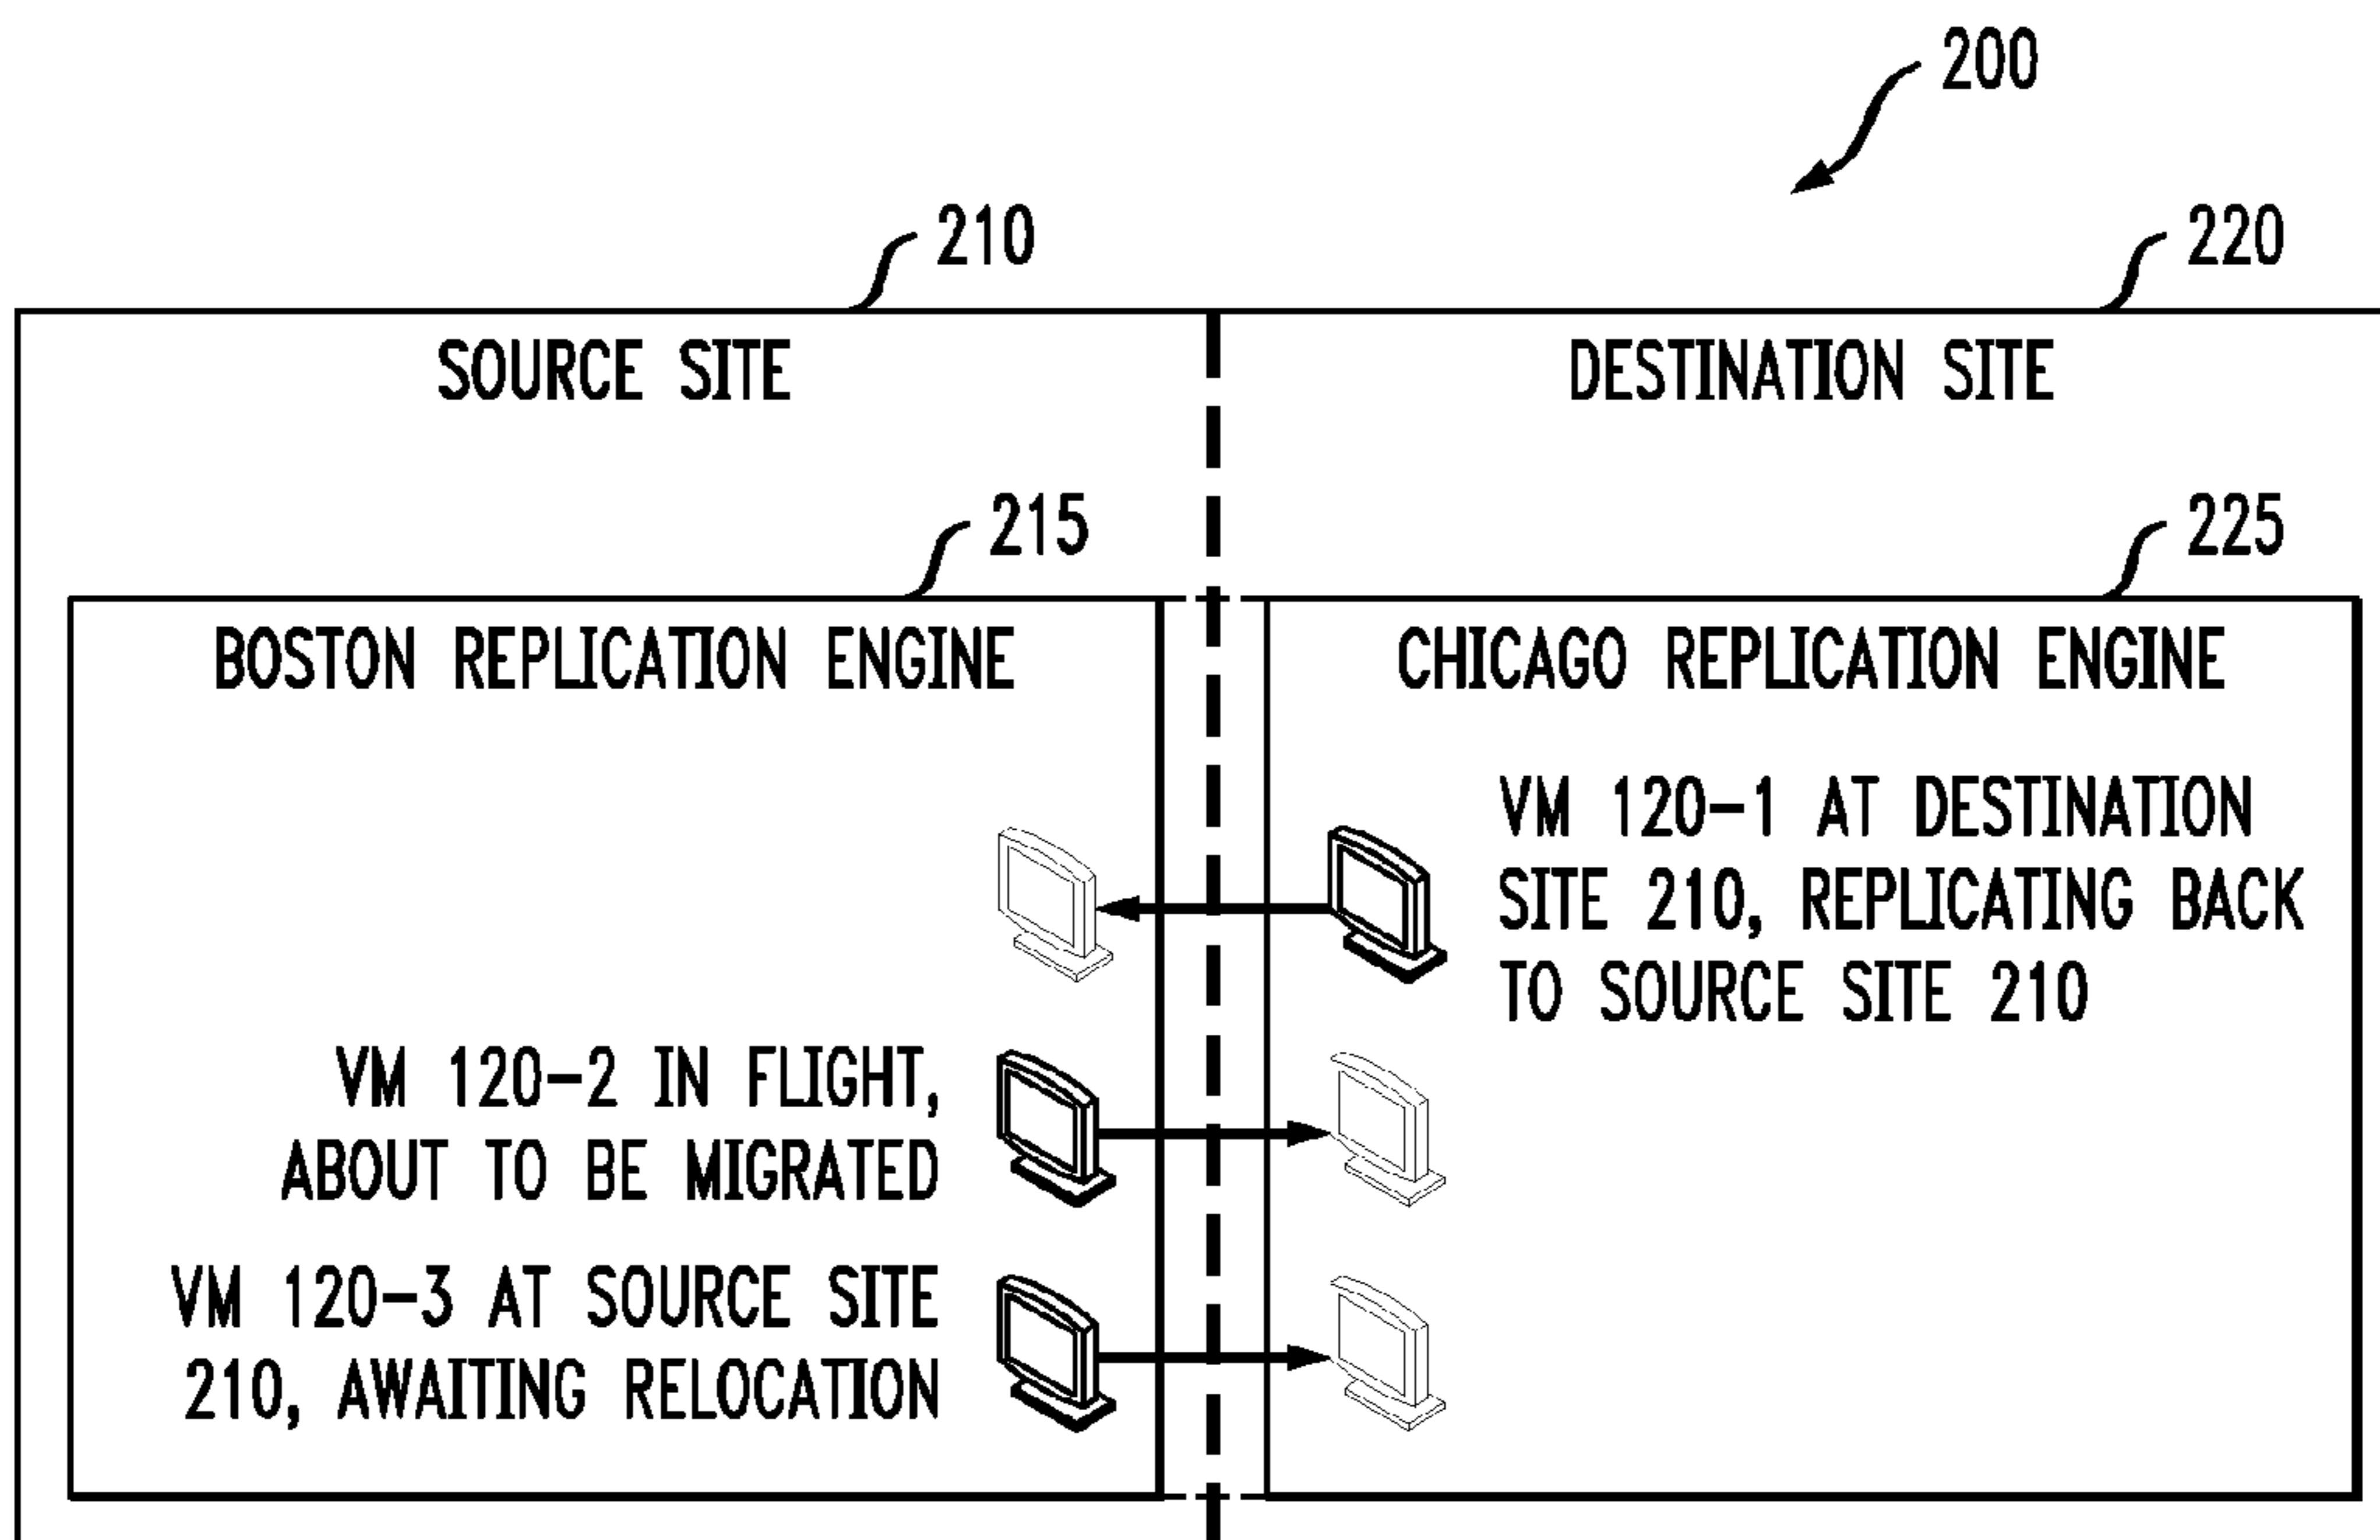 200
210
220
SOURCE SITE
DESTINATION SITE
215
225
BOSTON REPLICATION ENGINE
CHICAGO REPLICATION ENGINE
VM 120-1 AT DESTINATION
SITE 210, REPLICATING BACK
TO SOURCE SITE 210
VM 120-2 IN FLIGHT,
ABOUT TO BE MIGRATED
VM 120-3 AT SOURCE SITE
210, AWAITING RELOCATION